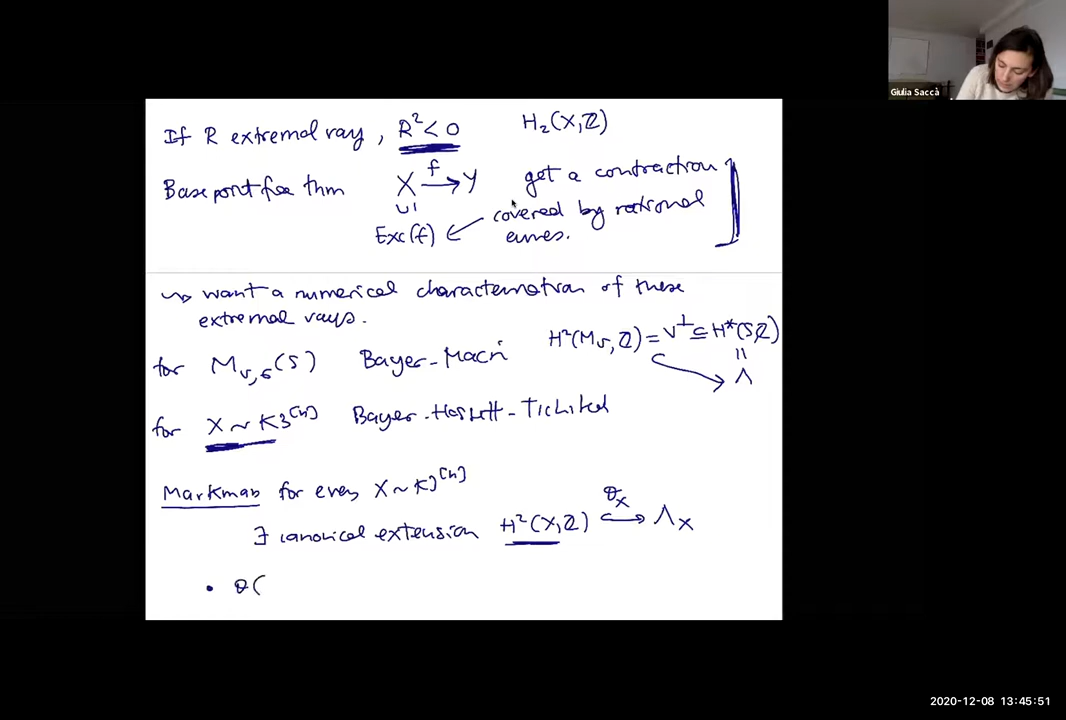 Giulia Saccà
If R extremal ray, R² < 0 H₂(X,ℤ)
Base point free thm X —f→ Y get a contraction
∪I covered by rational
Exc(f) ← curves.
⇝ want a numerical characterization of these
extremal rays.
H²(M_v,ℤ) = v^⊥ ⊆ H*(S,ℤ)
for M_{v,σ}(S) Bayer-Macrì
‖
↪ Λ
for X ~ K3^[n] Bayer-Hassett-Tschinkel
Markman for every X ~ K3^[n]
∃ canonical extension H²(X,ℤ) ↪^{θ_X} Λ_X
• θ(
2020-12-08 13:45:51